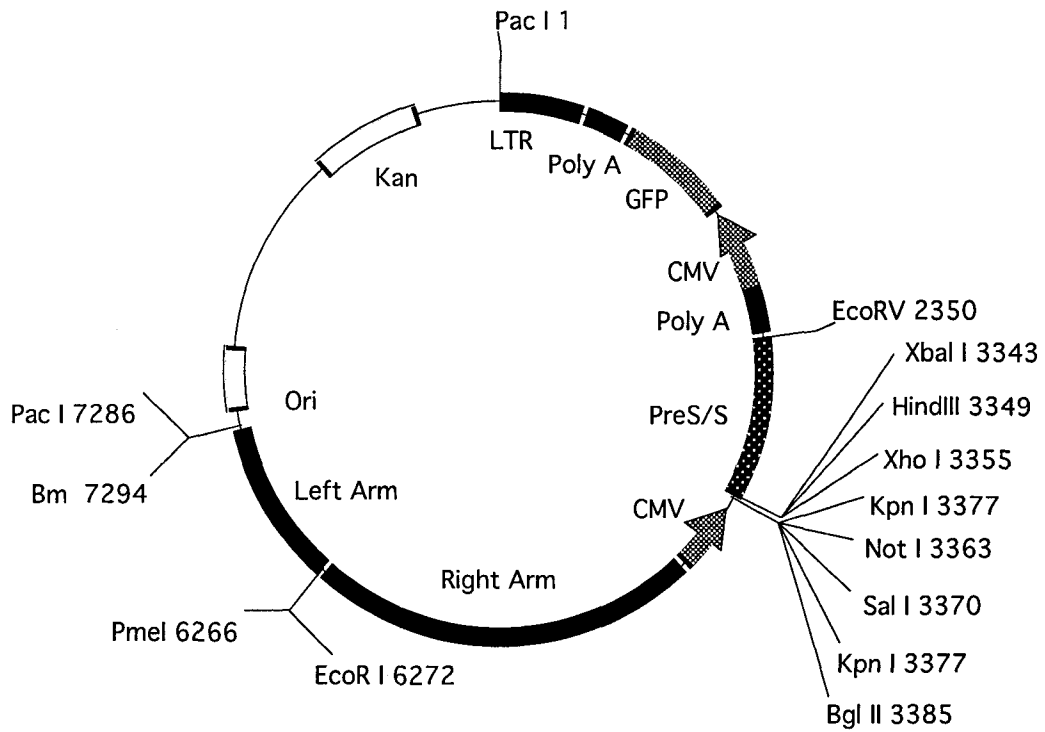 Pac I 1
LTR
Poly A
Kan
GFP
CMV
Poly A
EcoRV 2350
Xbal I 3343
HindIII 3349
PreS/S
Xho I 3355
Kpn I 3377
Not I 3363
Sal I 3370
Kpn I 3377
Bgl II 3385
CMV
Ori
Pac I 7286
Bm 7294
Left Arm
Right Arm
PmeI 6266
EcoR I 6272